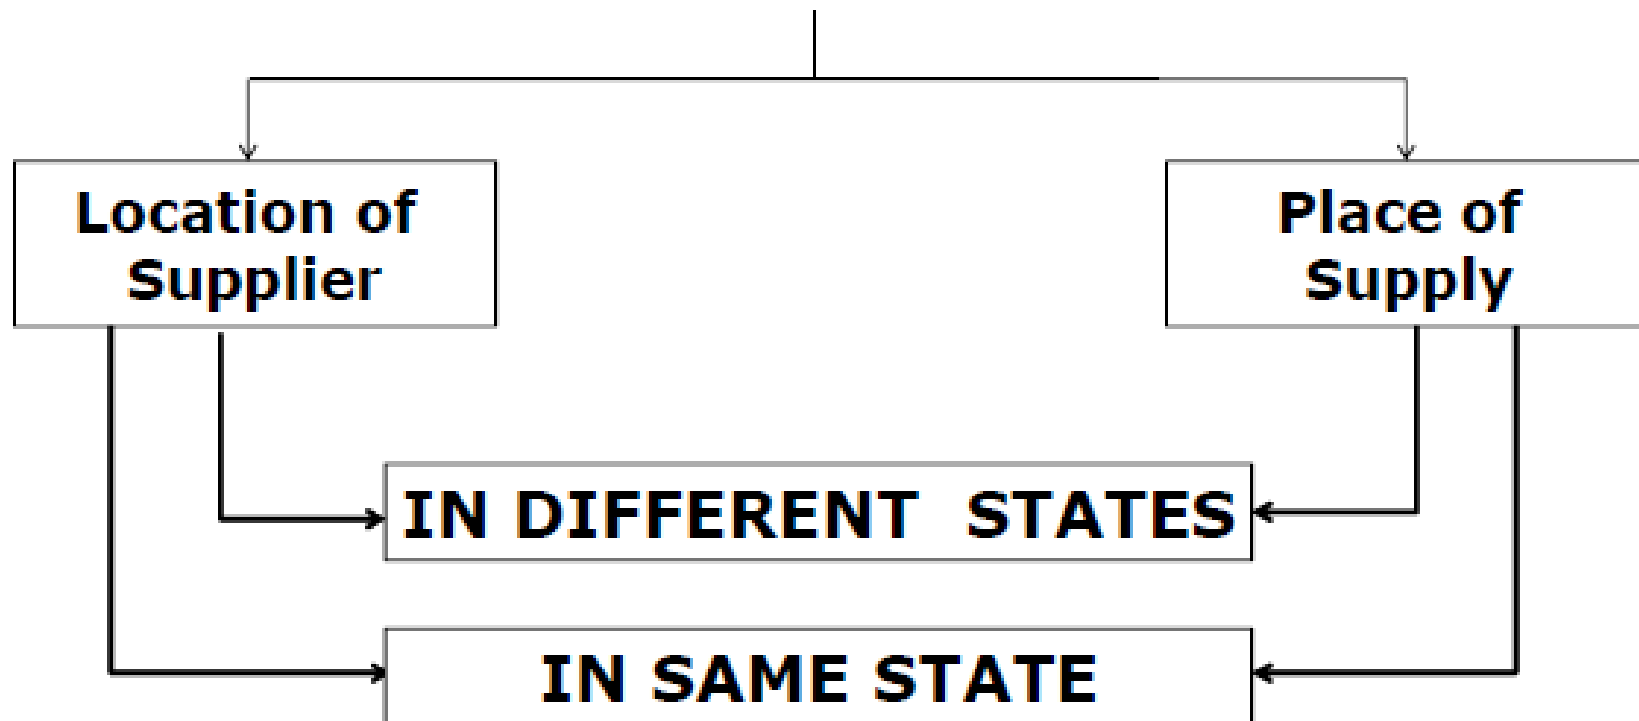 Location of
Supplier
Place of
Supply
IN DIFFERENT STATES
IN SAME STATE